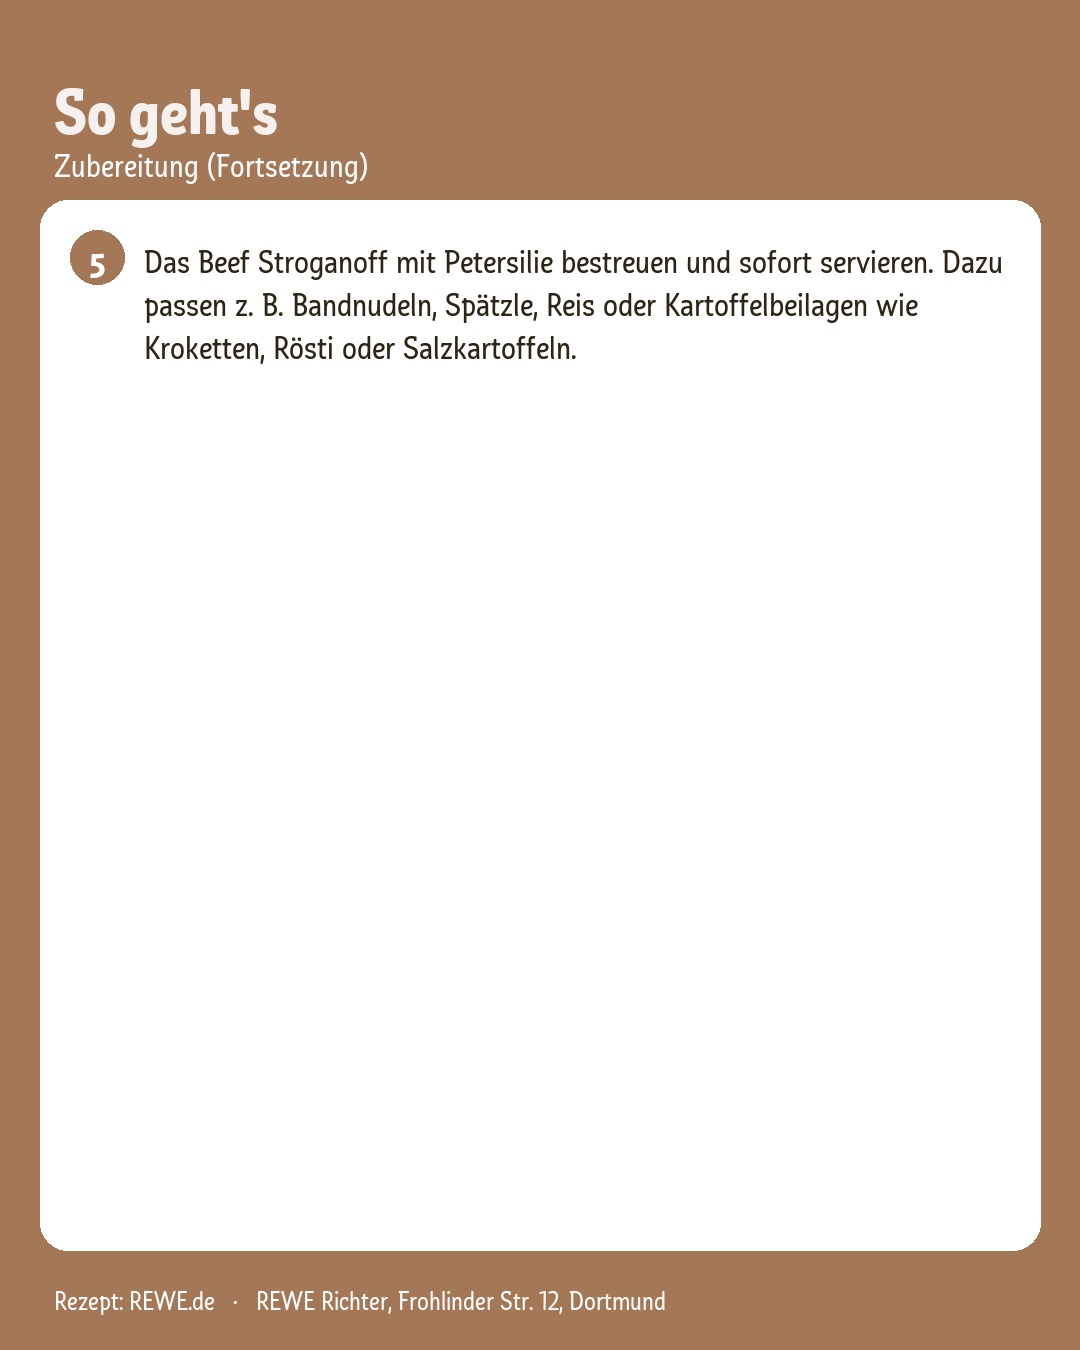 So geht's
Zubereitung (Fortsetzung)
5
Das Beef Stroganoff mit Petersilie bestreuen und sofort servieren. Dazu
passen z. B. Bandnudeln, Spätzle, Reis oder Kartoffelbeilagen wie
Kroketten, Rösti oder Salzkartoffeln.
Rezept: REWE.de · REWE Richter, Frohlinder Str. 12, Dortmund